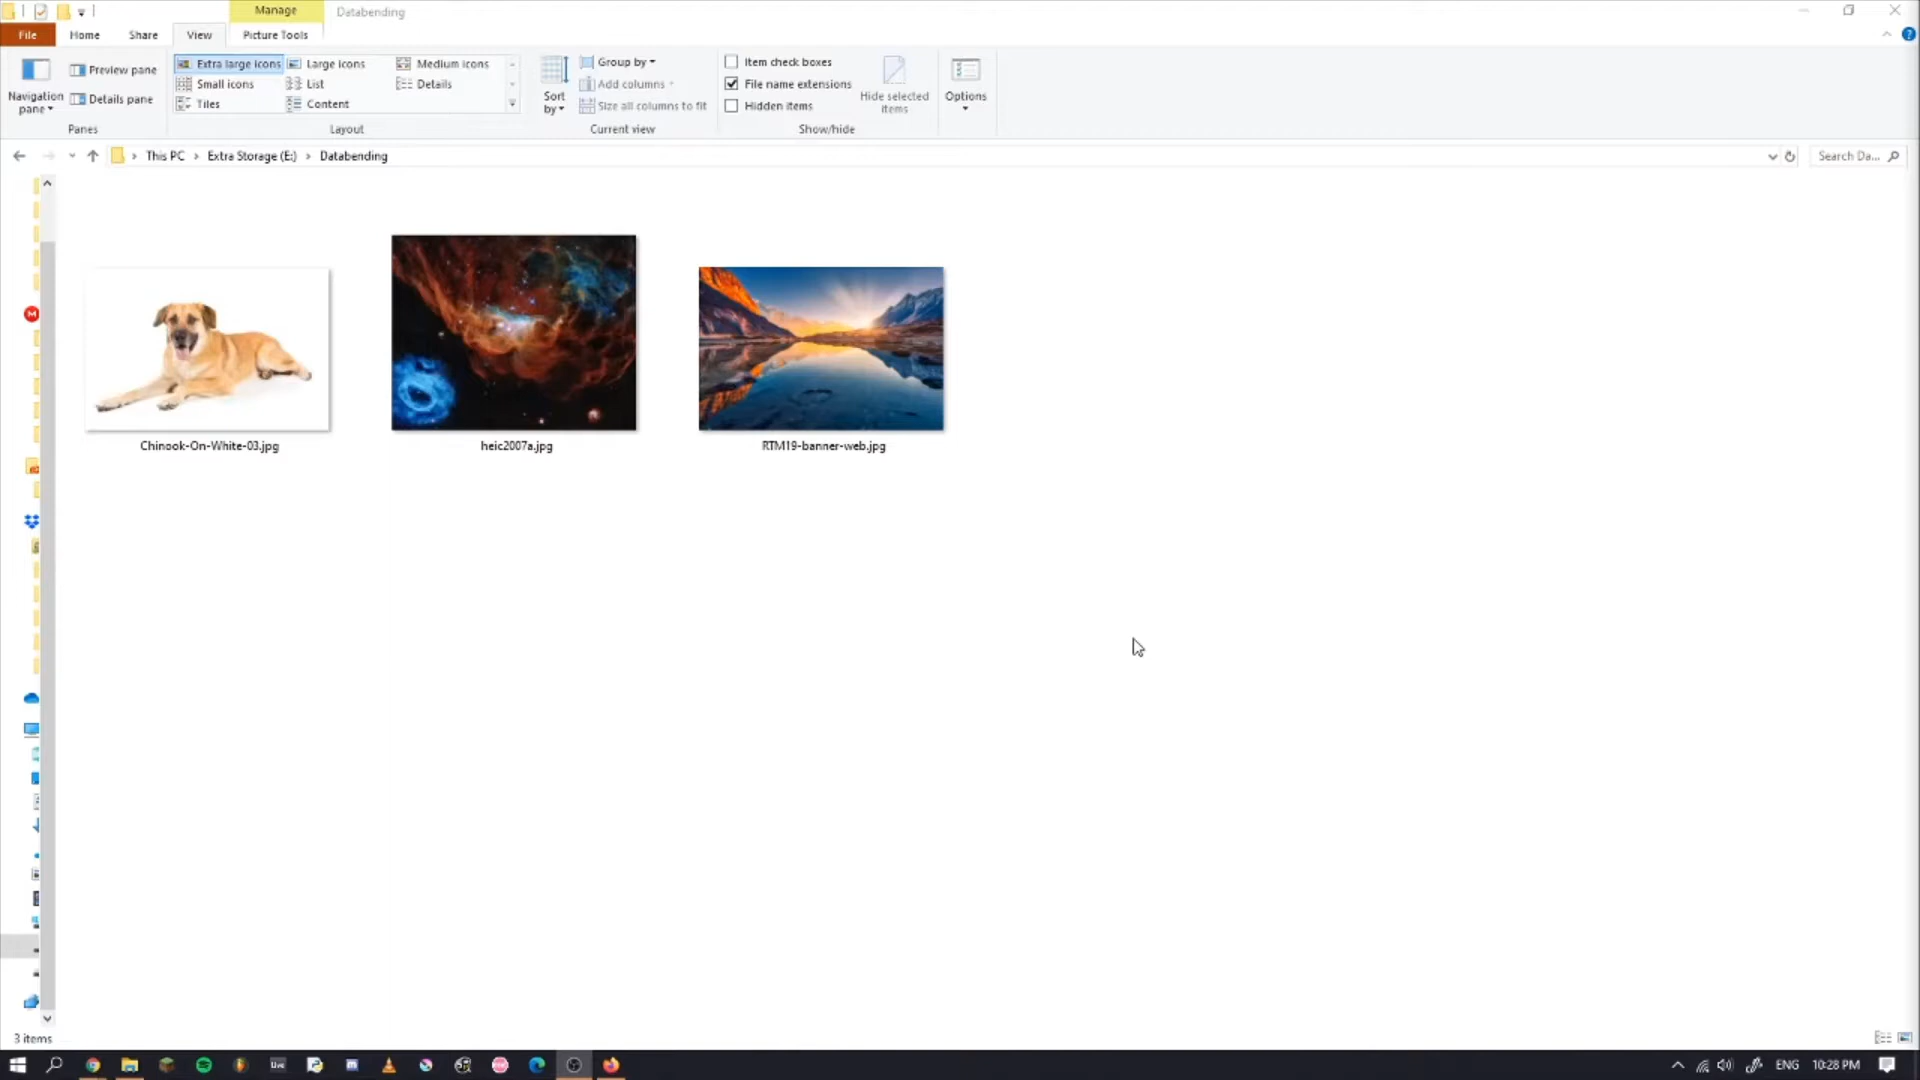 Manage
Databending
File
Home
Share
View
Picture Tools
Navigation pane
Preview pane
Details pane
Panes
Extra large icons
Large icons
Medium icons
Small icons
List
Details
Tiles
Content
Layout
Sort by
Group by
Add columns
Size all columns to fit
Current view
Item check boxes
File name extensions
Hidden items
Hide selected items
Show/hide
Options
This PC
Extra Storage (E:)
Databending
Search Da...
Chinook-On-White-03.jpg
heic2007a.jpg
RTM19-banner-web.jpg
3 items
Live
ENG
10:28 PM